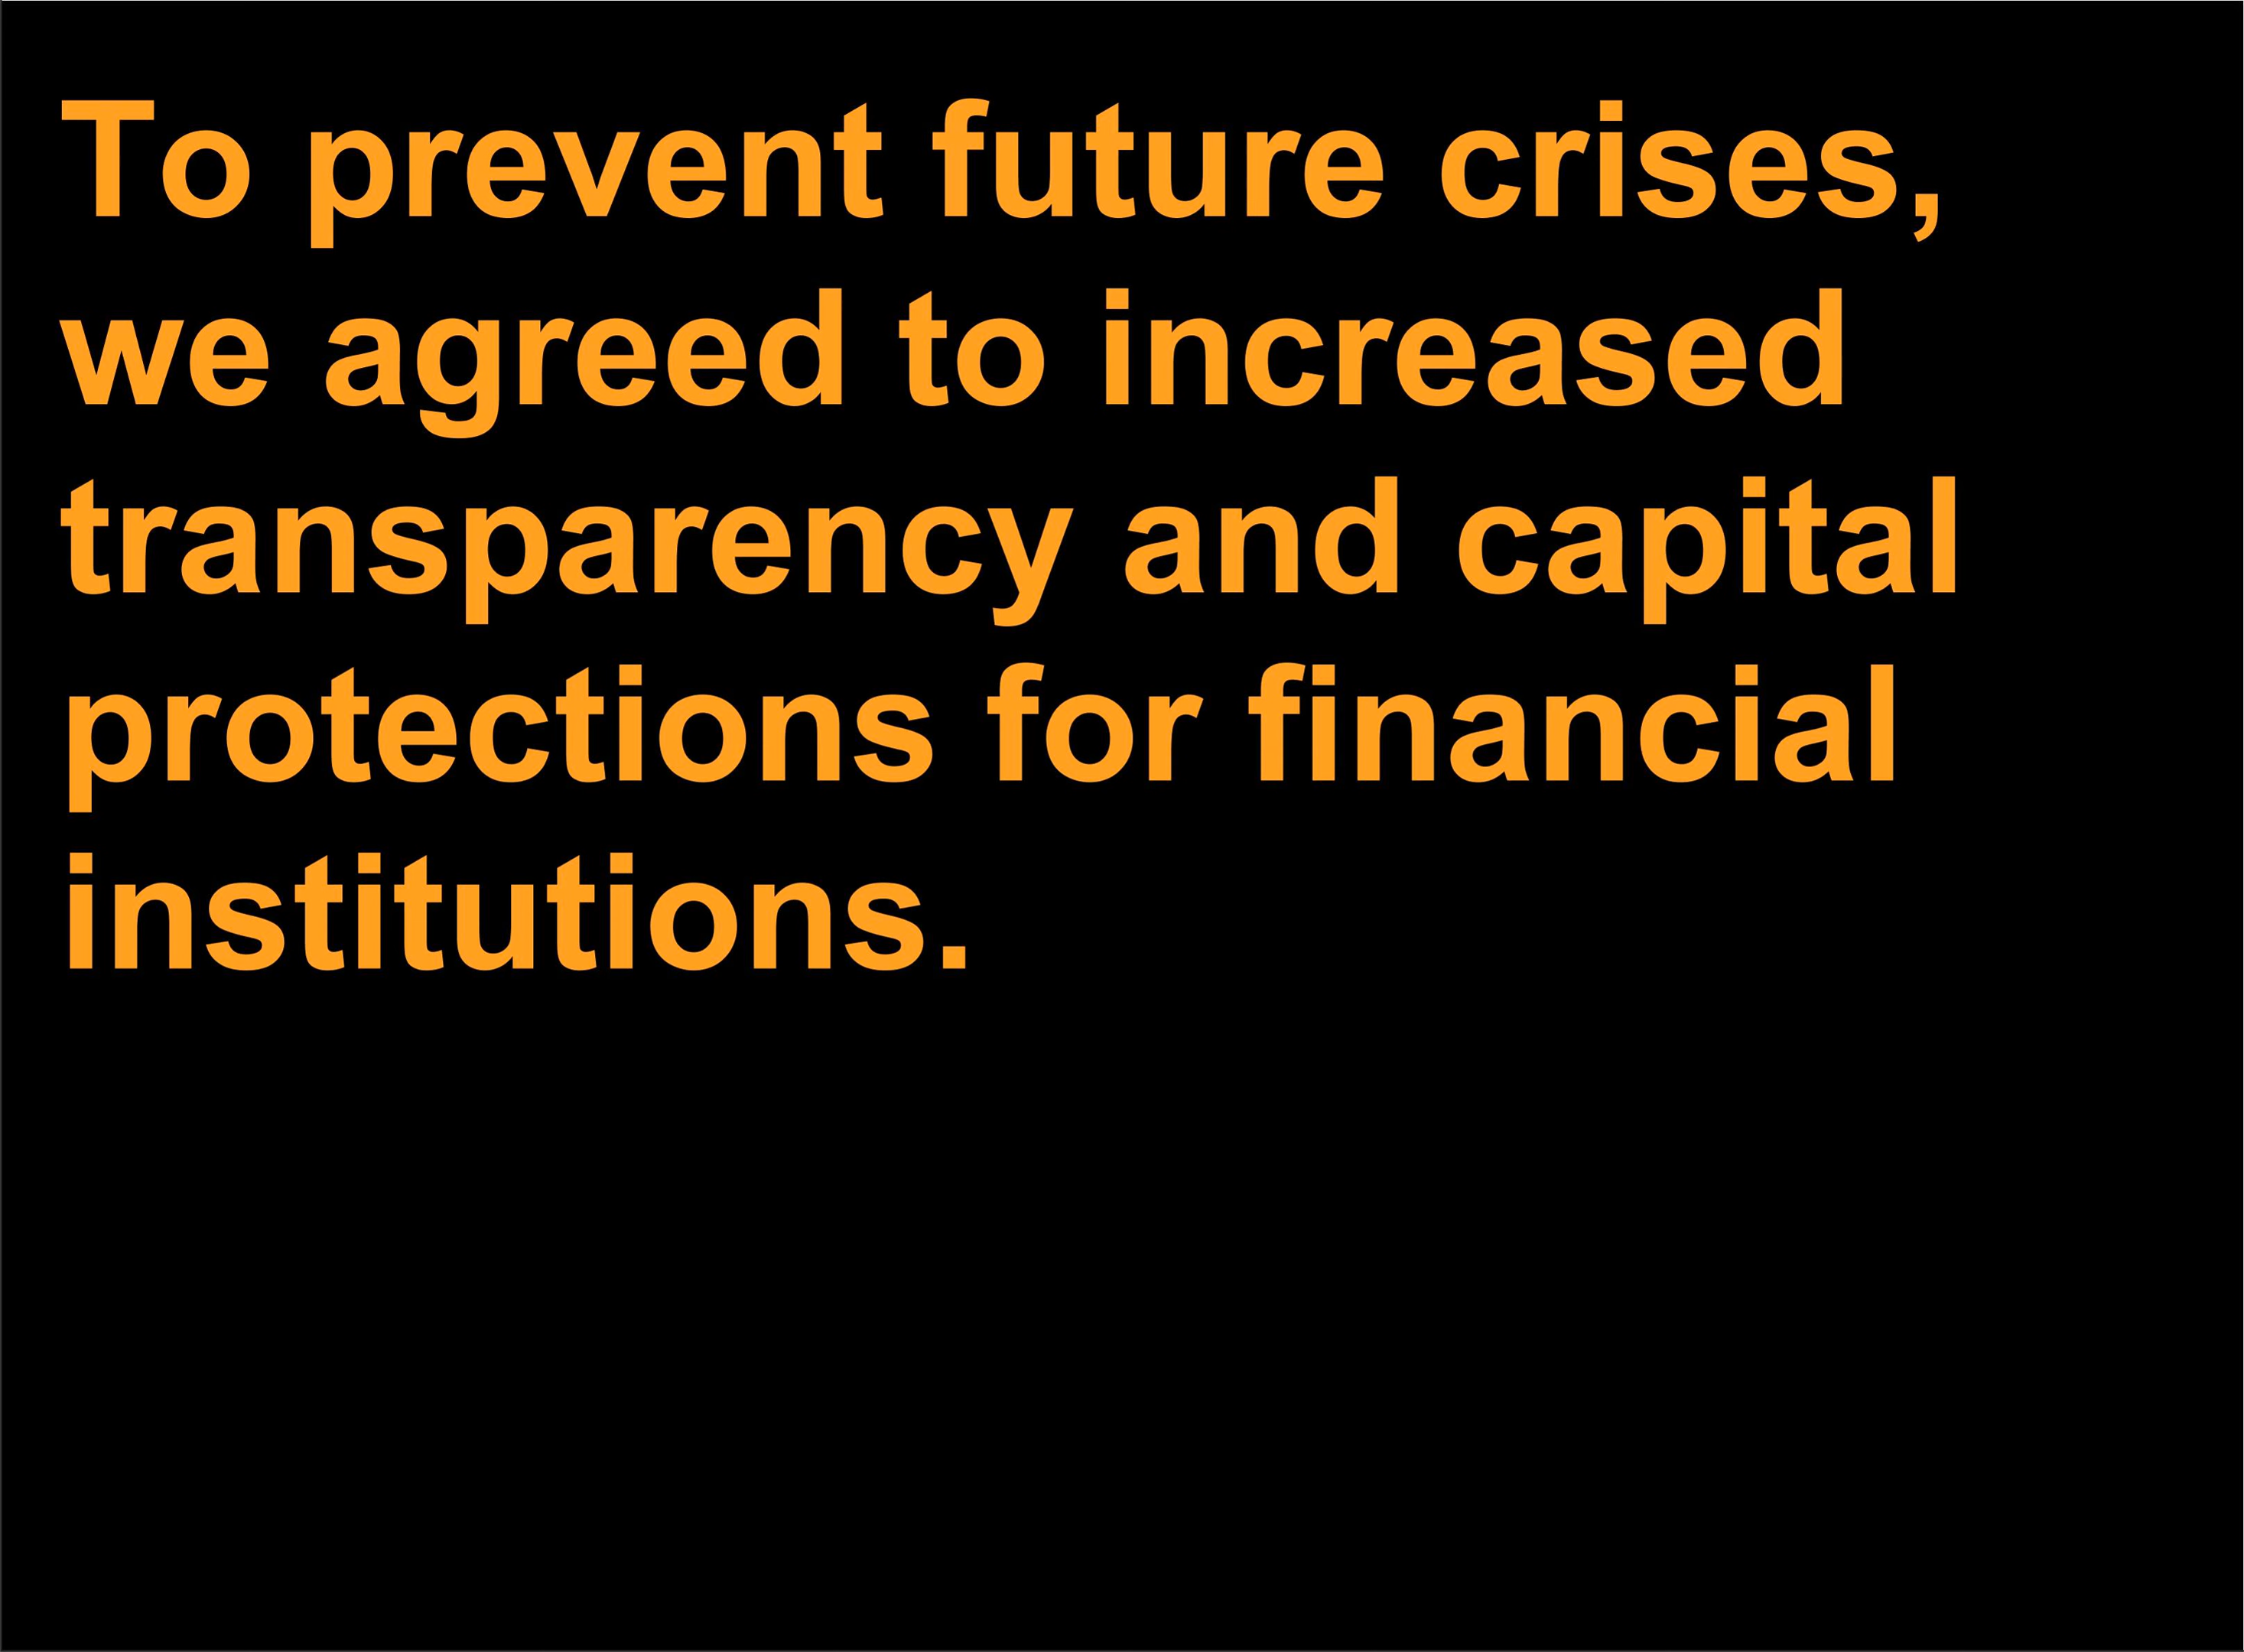 To prevent future crises,
we agreed to increased
transparency and capital
protections for financial
institutions.